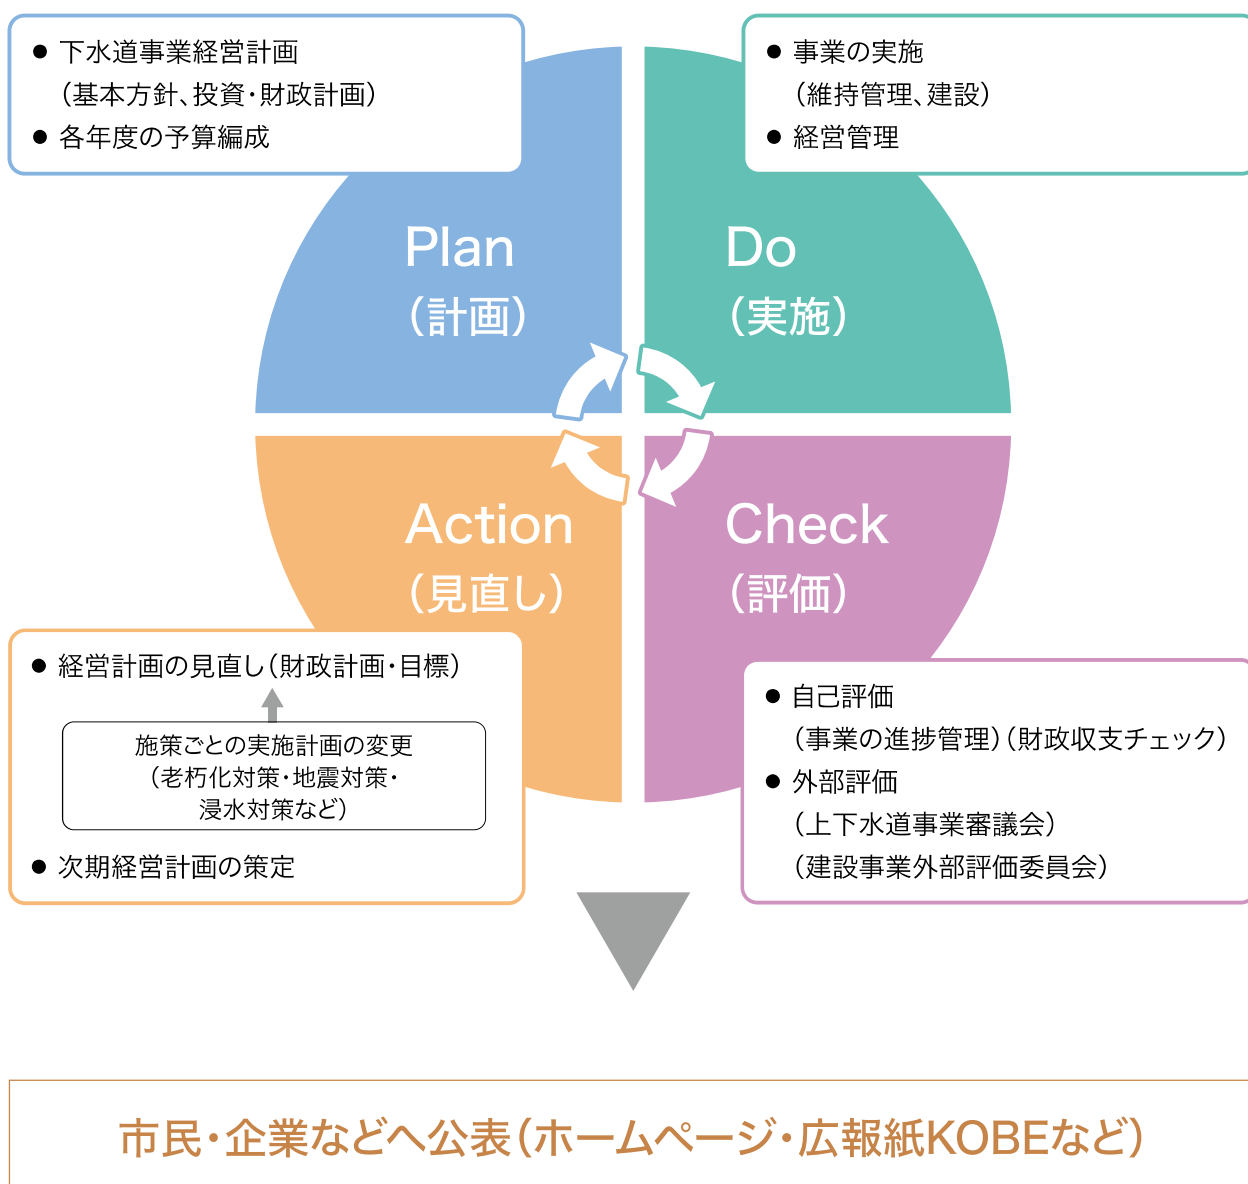 ● 下水道事業経営計画
（基本方針、投資・財政計画）
● 各年度の予算編成
Plan
（計画）
● 事業の実施
（維持管理、建設）
● 経営管理
Do
（実施）
Action
（見直し）
● 経営計画の見直し（財政計画・目標）
施策ごとの実施計画の変更
（老朽化対策・地震対策・
浸水対策など）
● 次期経営計画の策定
Check
（評価）
● 自己評価
（事業の進捗管理）（財政収支チェック）
● 外部評価
（上下水道事業審議会）
（建設事業外部評価委員会）
市民・企業などへ公表（ホームページ・広報紙KOBEなど）